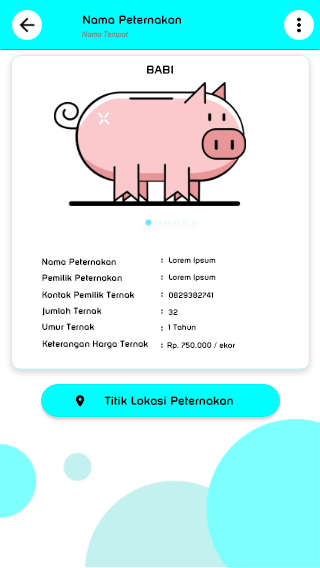 Nama Peternakan
Nama Tempat
BABI
Nama Peternakan : Lorem Ipsum
Pemilik Peternakan : Lorem Ipsum
Kontak Pemilik Ternak : 0829382741
Jumlah Ternak : 32
Umur Ternak : 1 Tahun
Keterangan Harga Ternak : Rp. 750.000 / ekor
Titik Lokasi Peternakan